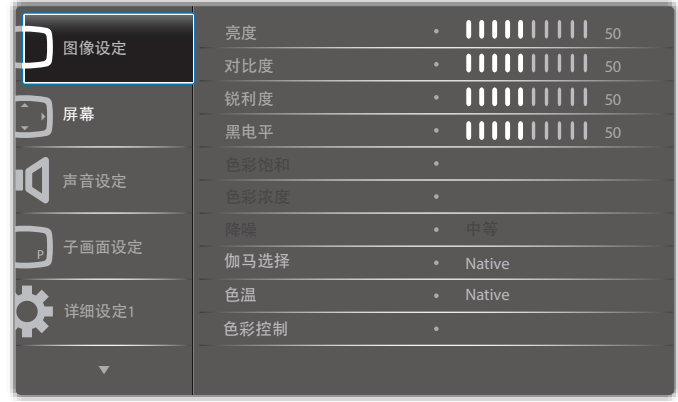 图像设定
屏幕
声音设定
P
子画面设定
详细设定1
亮度 • 50
对比度 • 50
锐利度 • 50
黑电平 • 50
色彩饱和 •
色彩浓度 •
降噪 • 中等
伽马选择 • Native
色温 • Native
色彩控制 •